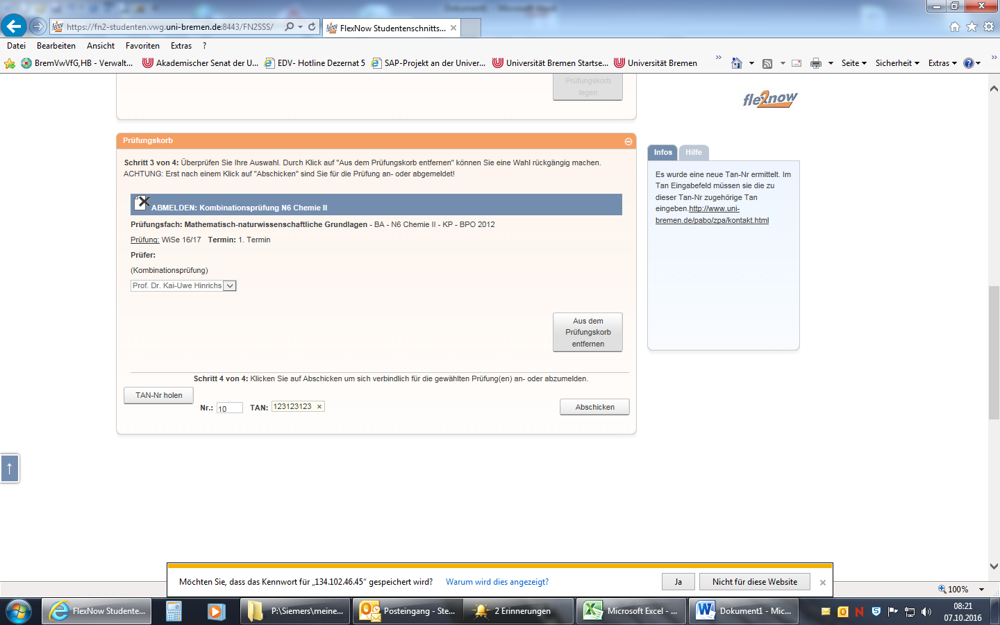 Dokument1 - Microsoft Word
https://fn2-studenten.vwg.uni-bremen.de:8443/FN2SSS/
FlexNow Studentenschnitts...
Datei Bearbeiten Ansicht Favoriten Extras ?
BremVwVfG,HB - Verwalt... Akademischer Senat der U... EDV- Hotline Dezernat 5 SAP-Projekt an der Univer... Universität Bremen Startse... Universität Bremen » Seite Sicherheit Extras »
Prüfungskorb
legen
fle2now
Prüfungskorb
Schritt 3 von 4: Überprüfen Sie Ihre Auswahl. Durch Klick auf "Aus dem Prüfungskorb entfernen" können Sie eine Wahl rückgängig machen.
ACHTUNG: Erst nach einem Klick auf "Abschicken" sind Sie für die Prüfung an- oder abgemeldet!
ABMELDEN: Kombinationsprüfung N6 Chemie II
Prüfungsfach: Mathematisch-naturwissenschaftliche Grundlagen - BA - N6 Chemie II - KP - BPO 2012
Prüfung: WiSe 16/17 Termin: 1. Termin
Prüfer:
(Kombinationsprüfung)
Prof. Dr. Kai-Uwe Hinrichs
Aus dem
Prüfungskorb
entfernen
Schritt 4 von 4: Klicken Sie auf Abschicken um sich verbindlich für die gewählten Prüfung(en) an- oder abzumelden.
TAN-Nr holen
Nr.: 10 TAN: 123123123 ×
Abschicken
Infos Hilfe
Es wurde eine neue Tan-Nr ermittelt. Im
Tan Eingabefeld müssen sie die zu
dieser Tan-Nr zugehörige Tan
eingeben.http://www.uni-
bremen.de/pabo/zpa/kontakt.html
Möchten Sie, dass das Kennwort für „134.102.46.45“ gespeichert wird? Warum wird dies angezeigt? Ja Nicht für diese Website
100%
FlexNow Studente... P:\Siemers\meine... Posteingang - Ste... 2 Erinnerungen Microsoft Excel - ... Dokument1 - Mic...
08:21
07.10.2016